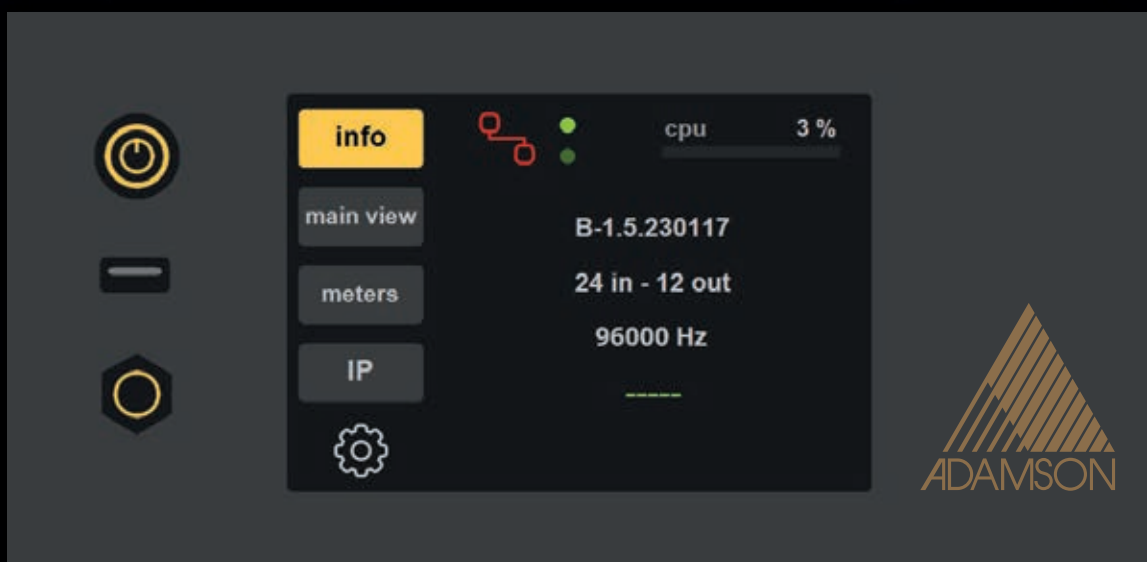 info
cpu 3 %
main view
B-1.5.230117
meters
24 in - 12 out
96000 Hz
IP
-----
ADAMSON